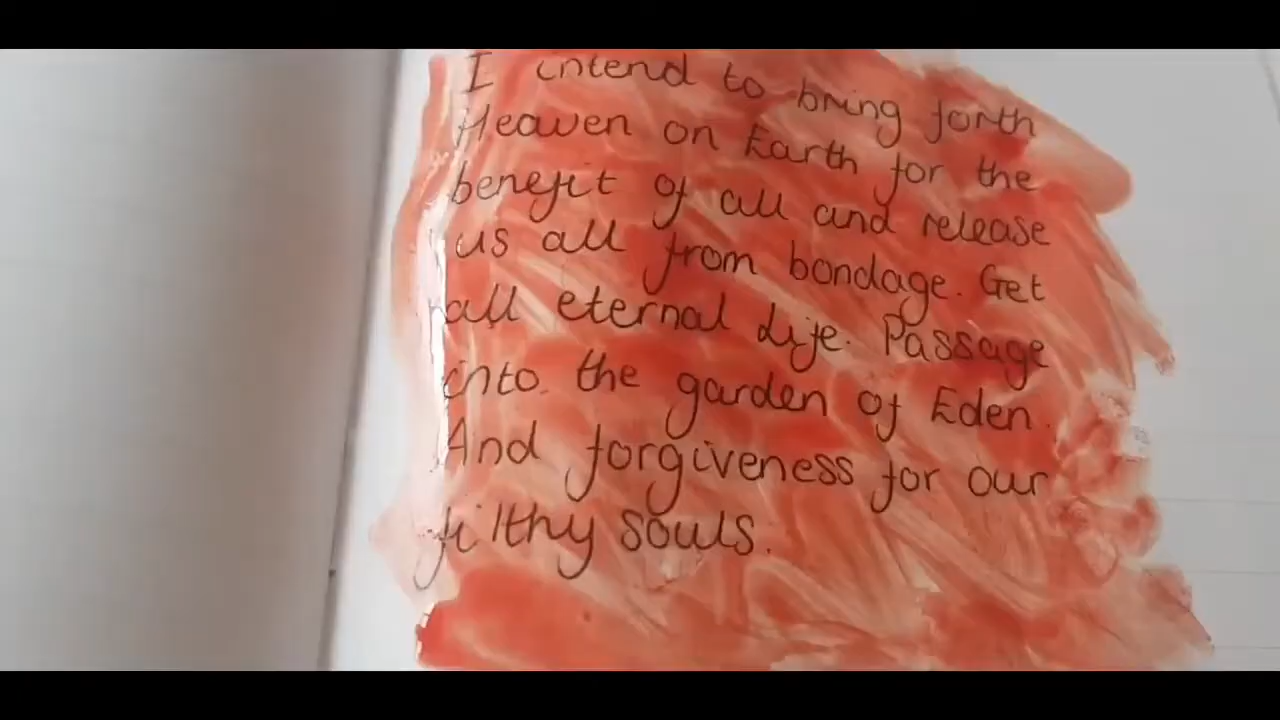 I intend to bring forth
Heaven on Earth for the
benefit of all and release
us all from bondage. Get
all eternal Life. Passage
into the garden of Eden.
And forgiveness for our
filthy souls.